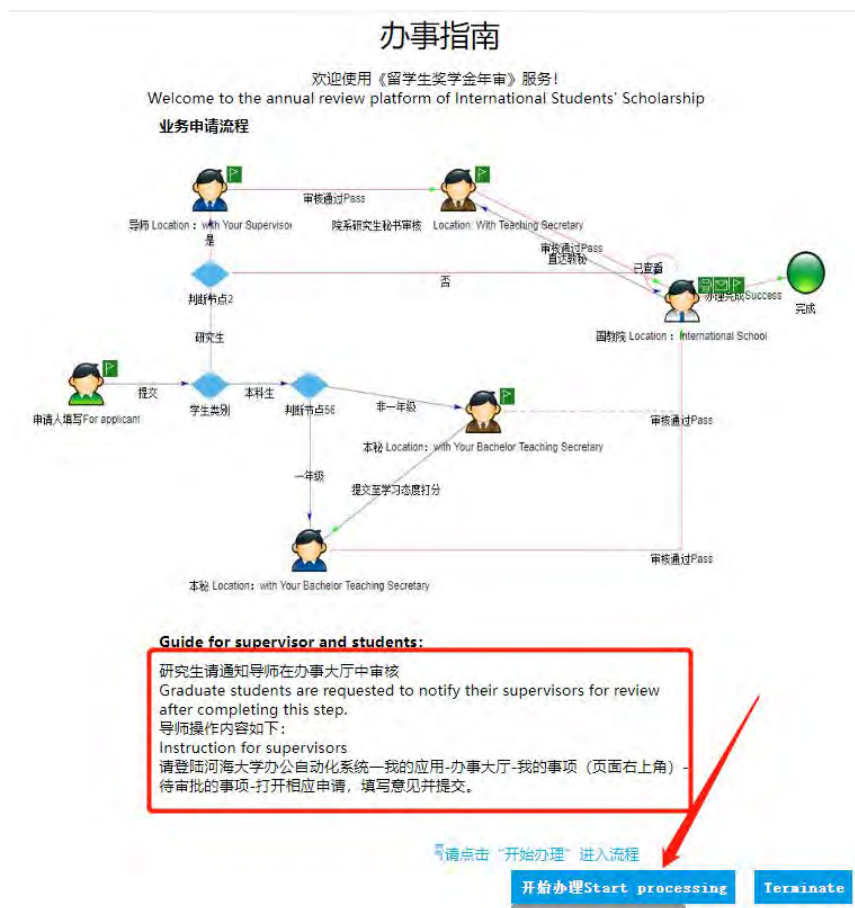 办事指南
欢迎使用《留学生奖学金年审》服务！
Welcome to the annual review platform of International Students' Scholarship
业务申请流程
审核通过Pass
导师 Location： with Your Supervisor
院系研究生秘书审核 Location: With Teaching Secretary
是
审核通过Pass
直达教秘
已查看
否
办理完成Success
判断节点2
完成
研究生
国教院 Location： International School
提交
本科生
非一年级
申请人填写For applicant
学生类别
判断节点56
审核通过Pass
本秘 Location：with Your Bachelor Teaching Secretary
一年级
提交至学习态度打分
审核通过Pass
本秘 Location：with Your Bachelor Teaching Secretary
Guide for supervisor and students:
研究生请通知导师在办事大厅中审核
Graduate students are requested to notify their supervisors for review
after completing this step.
导师操作内容如下：
Instruction for supervisors
请登陆河海大学办公自动化系统—我的应用-办事大厅-我的事项（页面右上角）-
待审批的事项-打开相应申请，填写意见并提交。
请点击“开始办理”进入流程
开始办理Start processing
Terminate